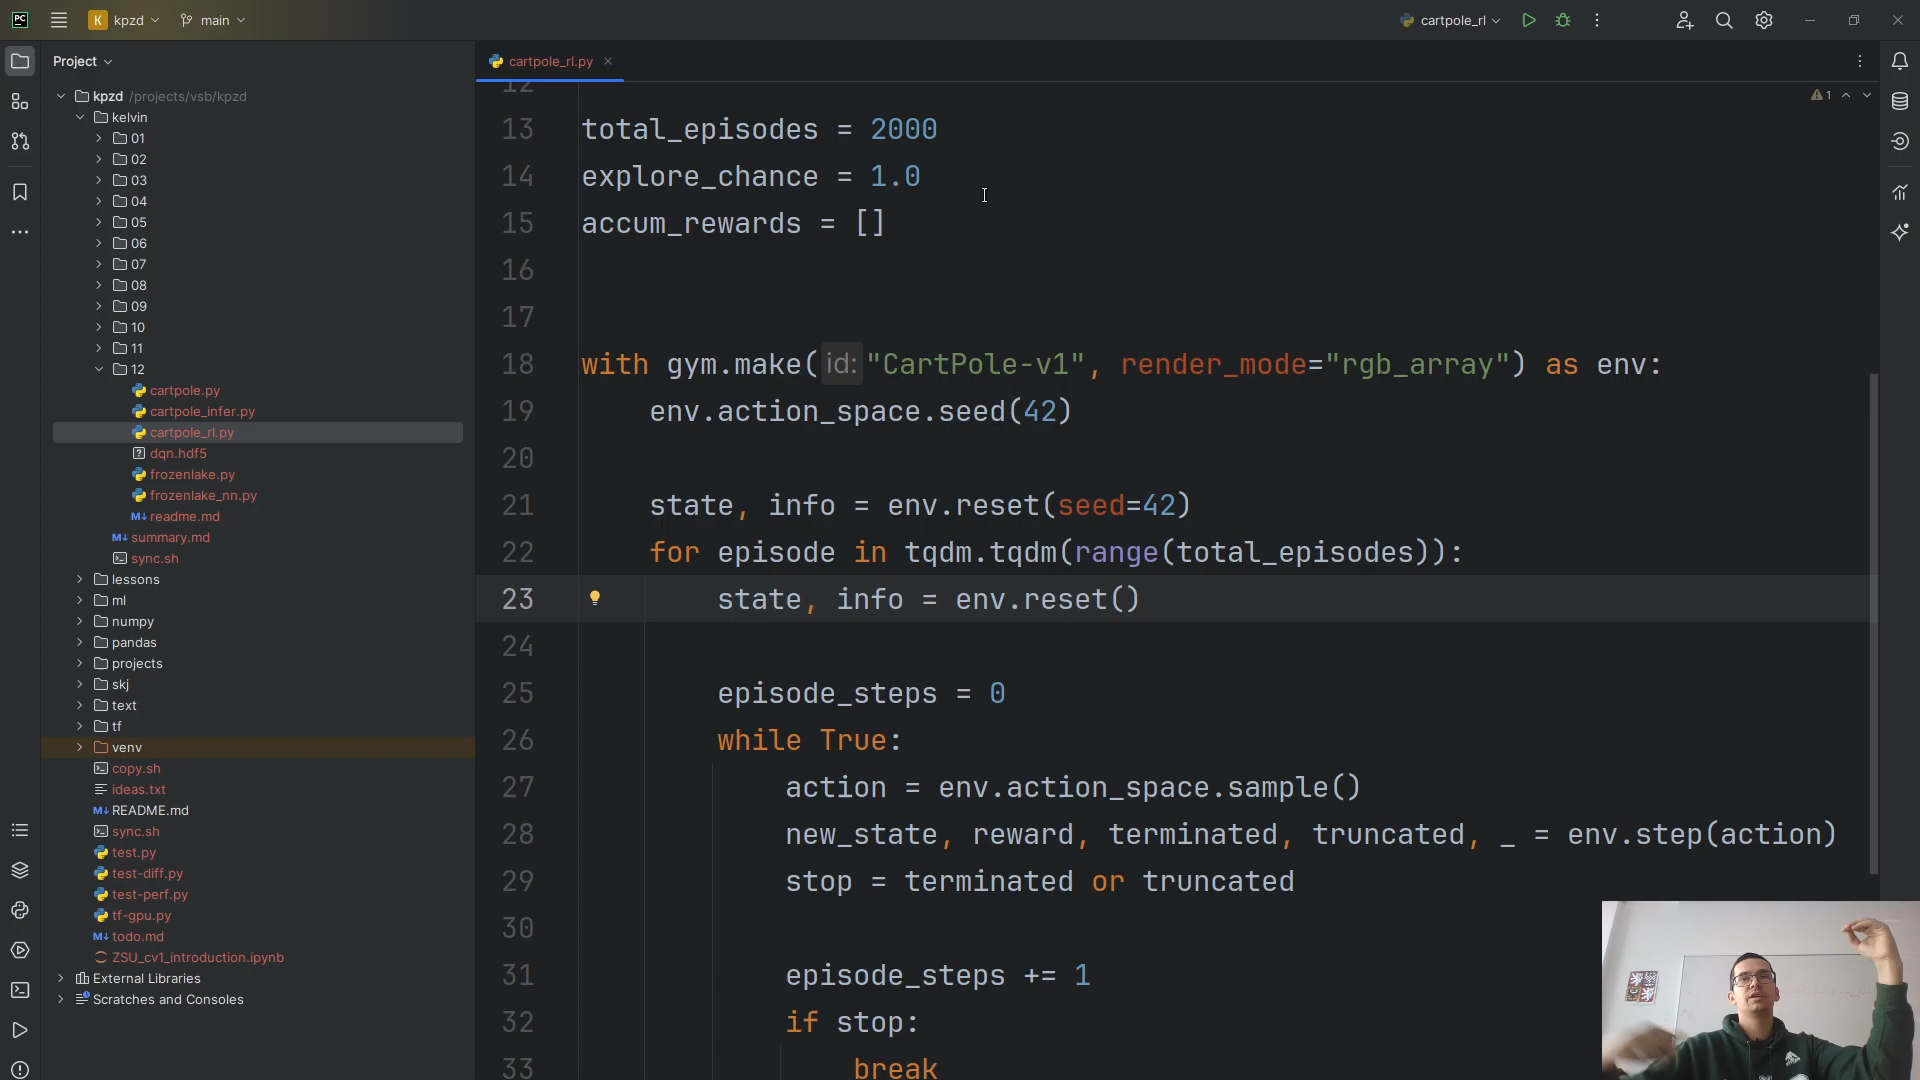 PC
K kpzd
main
cartpole_rl
Project
cartpole_rl.py
1
kpzd /projects/vsb/kpzd
kelvin
01
02
03
04
05
06
07
08
09
10
11
12
cartpole.py
cartpole_infer.py
cartpole_rl.py
dqn.hdf5
frozenlake.py
frozenlake_nn.py
readme.md
summary.md
sync.sh
lessons
ml
numpy
pandas
projects
skj
text
tf
venv
copy.sh
ideas.txt
README.md
sync.sh
test.py
test-diff.py
test-perf.py
tf-gpu.py
todo.md
ZSU_cv1_introduction.ipynb
External Libraries
Scratches and Consoles
12
13 total_episodes = 2000
14 explore_chance = 1.0
15 accum_rewards = []
16
17
18 with gym.make(id: "CartPole-v1", render_mode="rgb_array") as env:
19 env.action_space.seed(42)
20
21 state, info = env.reset(seed=42)
22 for episode in tqdm.tqdm(range(total_episodes)):
23 state, info = env.reset()
24
25 episode_steps = 0
26 while True:
27 action = env.action_space.sample()
28 new_state, reward, terminated, truncated, _ = env.step(action)
29 stop = terminated or truncated
30
31 episode_steps += 1
32 if stop:
33 break